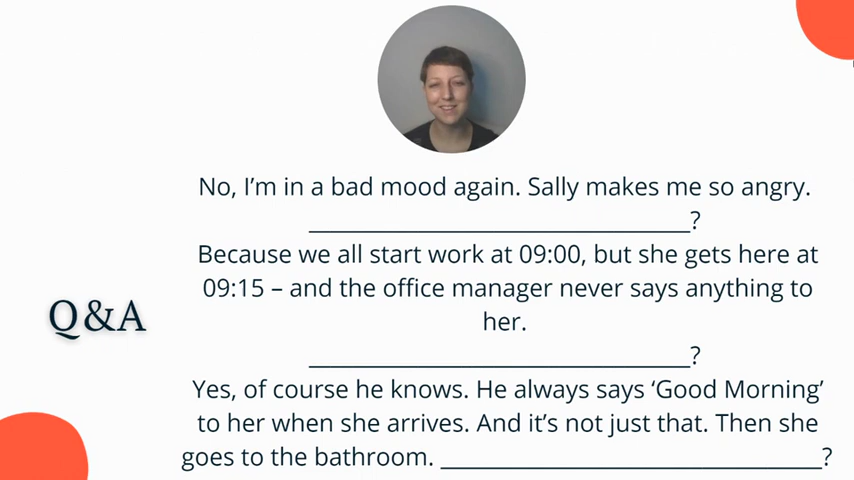 No, I’m in a bad mood again. Sally makes me so angry.
______________________________________?
Because we all start work at 09:00, but she gets here at
09:15 – and the office manager never says anything to
her.
______________________________________?
Q&A
Yes, of course he knows. He always says ‘Good Morning’
to her when she arrives. And it’s not just that. Then she
goes to the bathroom. ______________________________________?